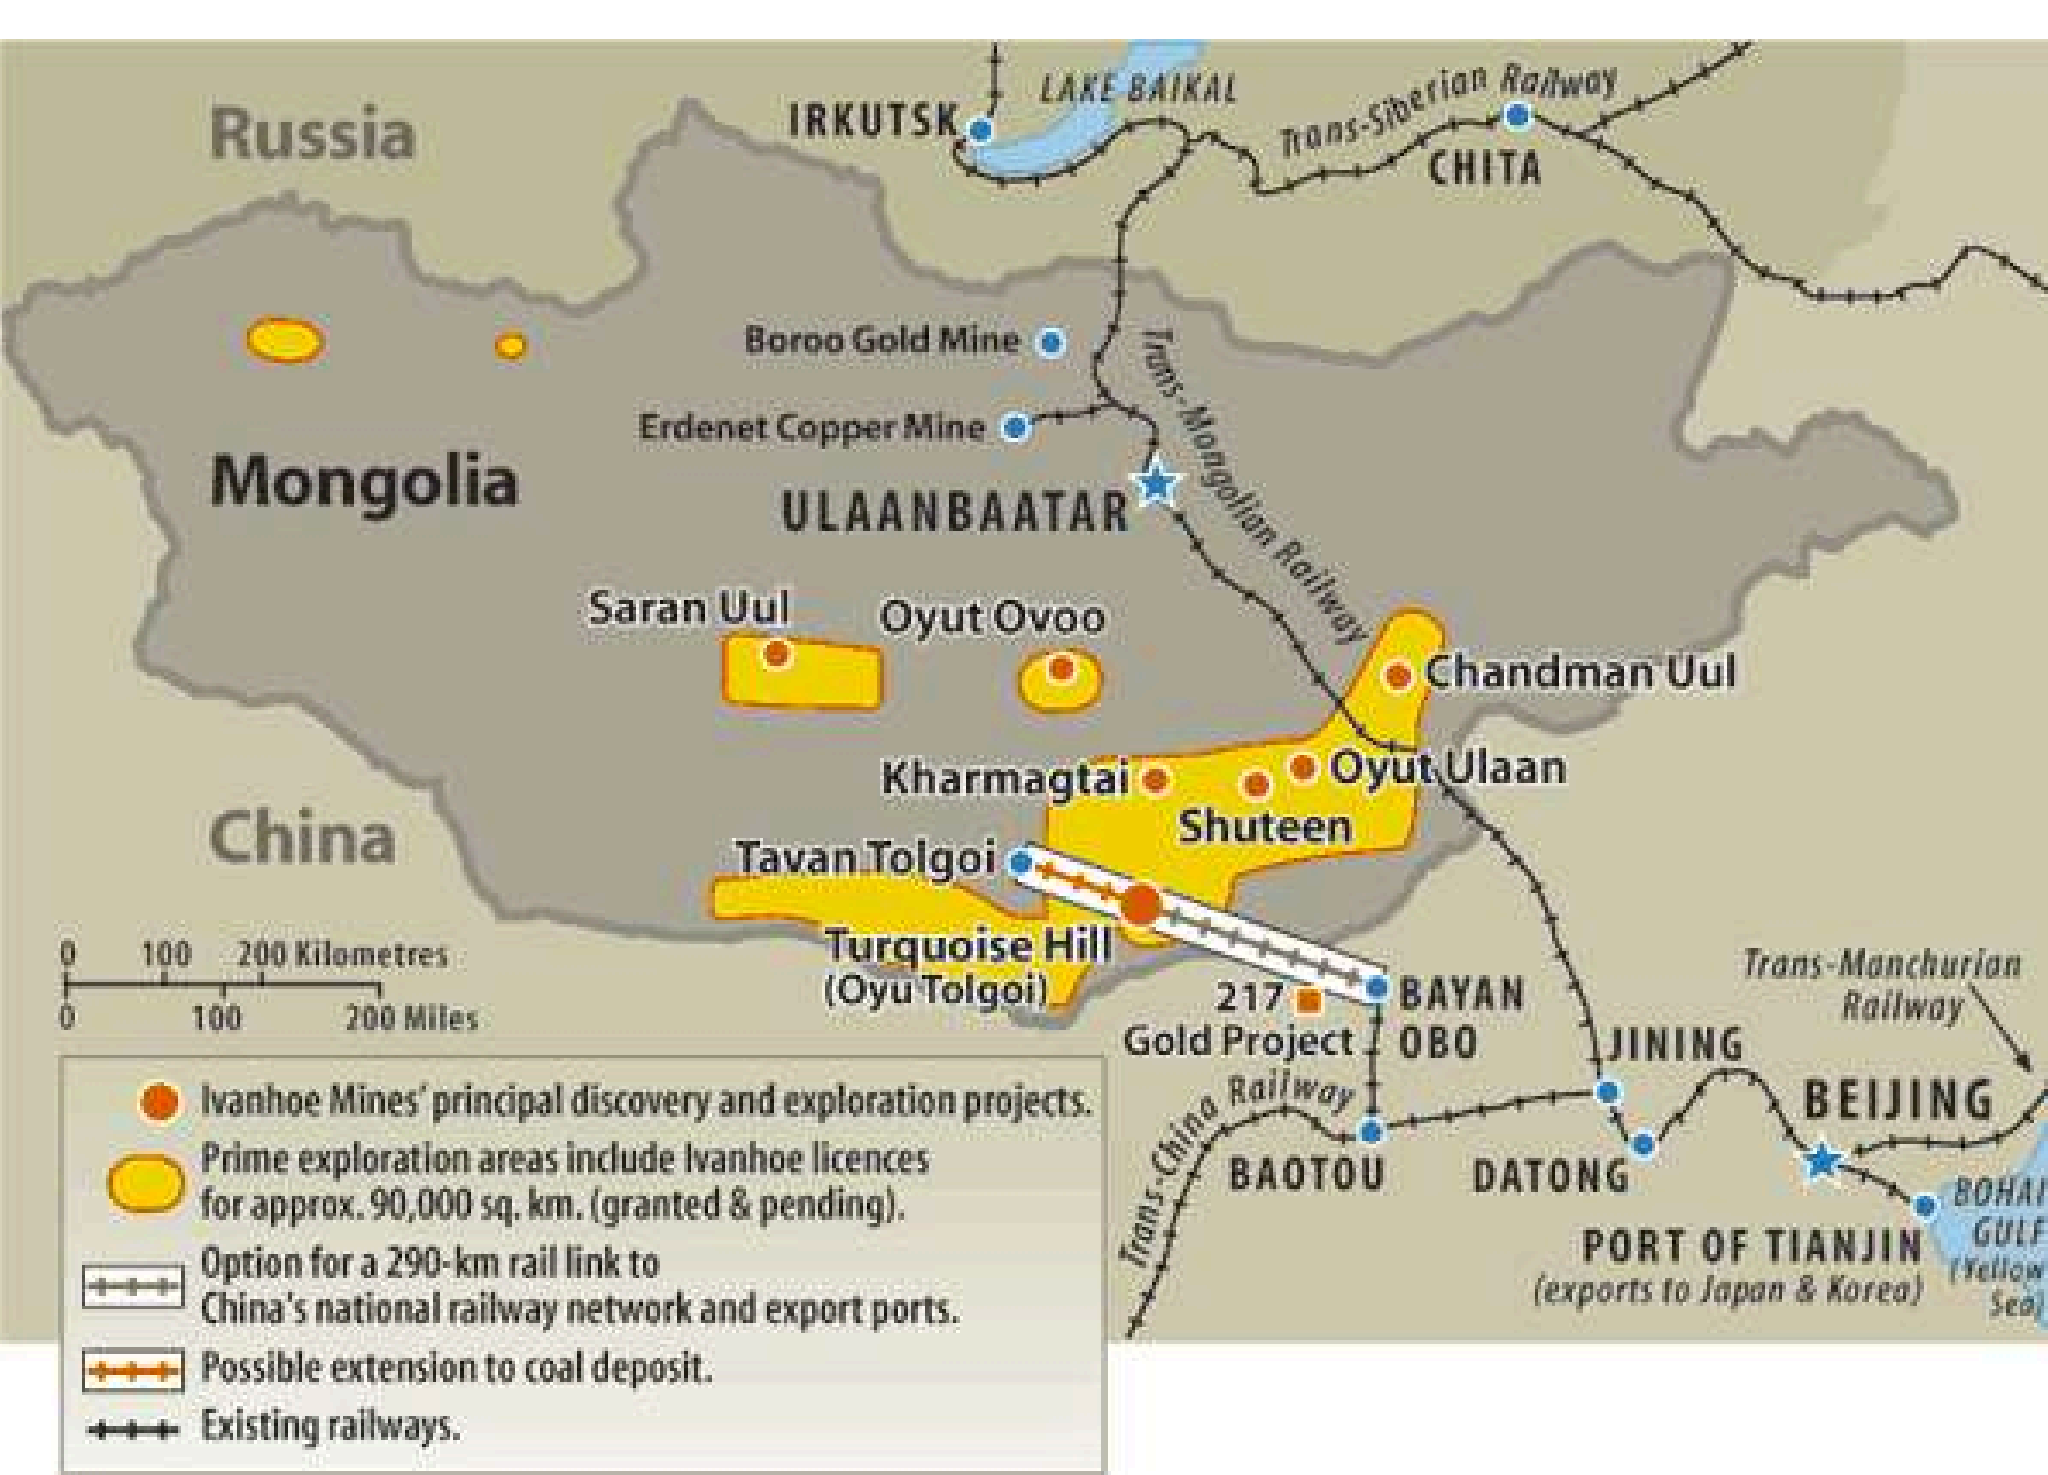 Russia
IRKUTSK
LAKE BAIKAL
Trans-Siberian Railway
CHITA
Boroo Gold Mine
Erdenet Copper Mine
Trans-Mongolian Railway
Mongolia
ULAANBAATAR
Saran Uul
Oyut Ovoo
Chandman Uul
Kharmagtai
Oyut Ulaan
Shuteen
China
Tavan Tolgoi
Turquoise Hill
(Oyu Tolgoi)
0 100 200 Kilometres
0 100 200 Miles
217
Gold Project
BAYAN
OBO
Trans-Manchurian
Railway
JINING
BEIJING
Trans-China Railway
BAOTOU
DATONG
PORT OF TIANJIN
(exports to Japan & Korea)
BOHAI
GULF
(Yellow
Sea)
Ivanhoe Mines' principal discovery and exploration projects.
Prime exploration areas include Ivanhoe licences
for approx. 90,000 sq. km. (granted & pending).
Option for a 290-km rail link to
China's national railway network and export ports.
Possible extension to coal deposit.
Existing railways.